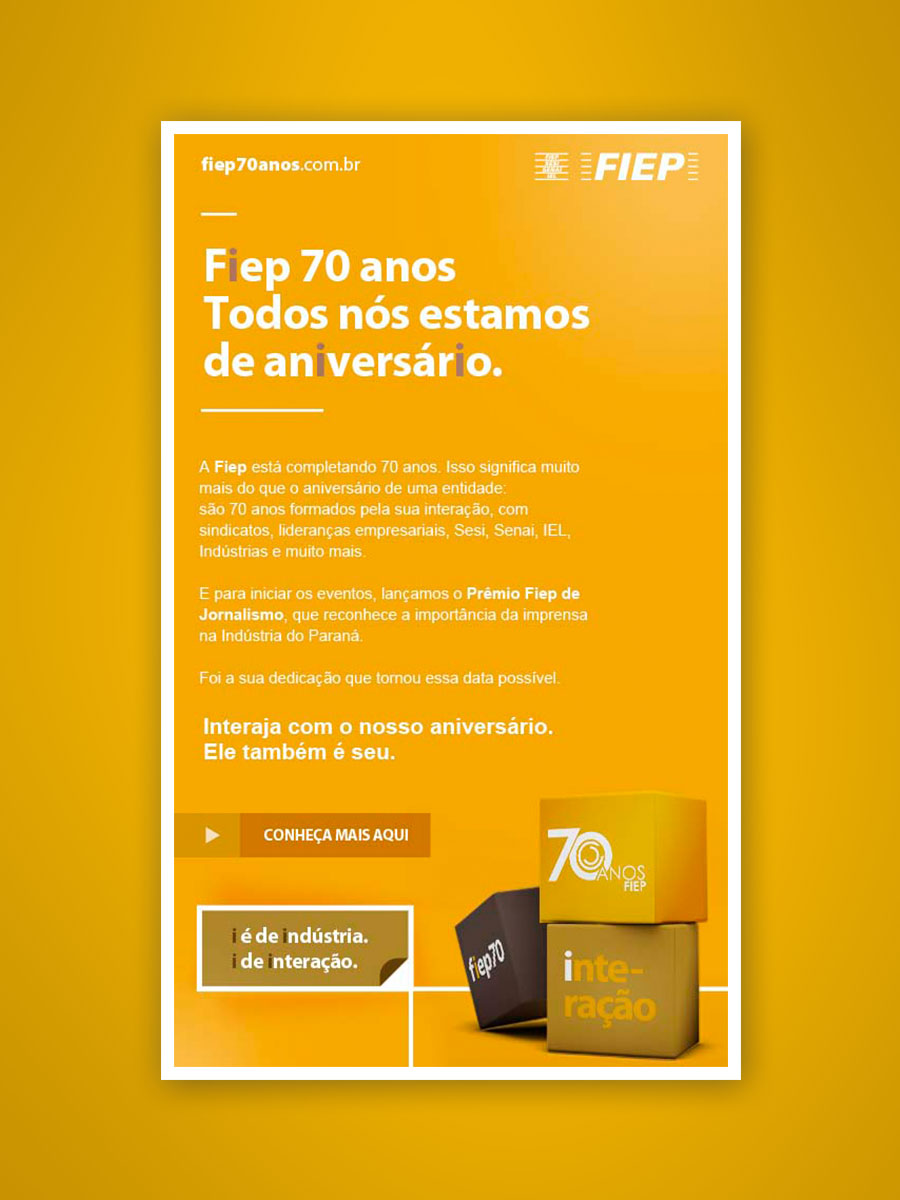 fiep70anos.com.br
FIEP
Fiep 70 anos
Todos nós estamos
de aniversário.
A Fiep está completando 70 anos. Isso significa muito
mais do que o aniversário de uma entidade:
são 70 anos formados pela sua interação, com
sindicatos, lideranças empresariais, Sesi, Senai, IEL,
Indústrias e muito mais.
E para iniciar os eventos, lançamos o Prêmio Fiep de
Jornalismo, que reconhece a importância da imprensa
na Indústria do Paraná.
Foi a sua dedicação que tornou essa data possível.
Interaja com o nosso aniversário.
Ele também é seu.
CONHEÇA MAIS AQUI
70 ANOS
FIEP
i é de indústria.
i de interação.
fiep70
inte-
ração